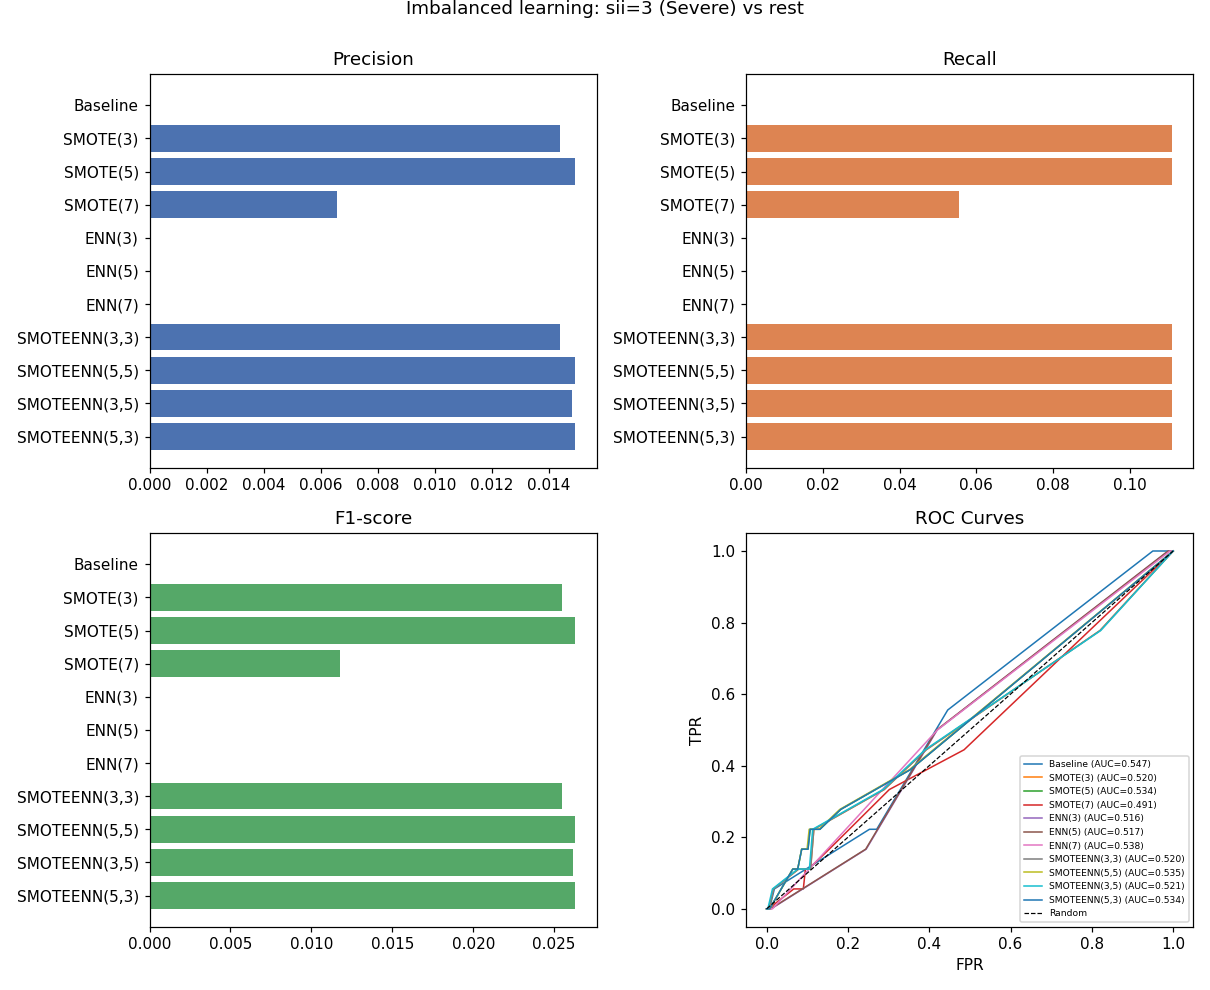 Imbalanced learning: sii=3 (Severe) vs rest
Precision
Baseline
SMOTE(3)
SMOTE(5)
SMOTE(7)
ENN(3)
ENN(5)
ENN(7)
SMOTEENN(3,3)
SMOTEENN(5,5)
SMOTEENN(3,5)
SMOTEENN(5,3)
0.000 0.002 0.004 0.006 0.008 0.010 0.012 0.014
Recall
Baseline
SMOTE(3)
SMOTE(5)
SMOTE(7)
ENN(3)
ENN(5)
ENN(7)
SMOTEENN(3,3)
SMOTEENN(5,5)
SMOTEENN(3,5)
SMOTEENN(5,3)
0.00 0.02 0.04 0.06 0.08 0.10
F1-score
Baseline
SMOTE(3)
SMOTE(5)
SMOTE(7)
ENN(3)
ENN(5)
ENN(7)
SMOTEENN(3,3)
SMOTEENN(5,5)
SMOTEENN(3,5)
SMOTEENN(5,3)
0.000 0.005 0.010 0.015 0.020 0.025
ROC Curves
TPR
1.0
0.8
0.6
0.4
0.2
0.0
Baseline (AUC=0.547)
SMOTE(3) (AUC=0.520)
SMOTE(5) (AUC=0.534)
SMOTE(7) (AUC=0.491)
ENN(3) (AUC=0.516)
ENN(5) (AUC=0.517)
ENN(7) (AUC=0.538)
SMOTEENN(3,3) (AUC=0.520)
SMOTEENN(5,5) (AUC=0.535)
SMOTEENN(3,5) (AUC=0.521)
SMOTEENN(5,3) (AUC=0.534)
Random
0.0 0.2 0.4 0.6 0.8 1.0
FPR